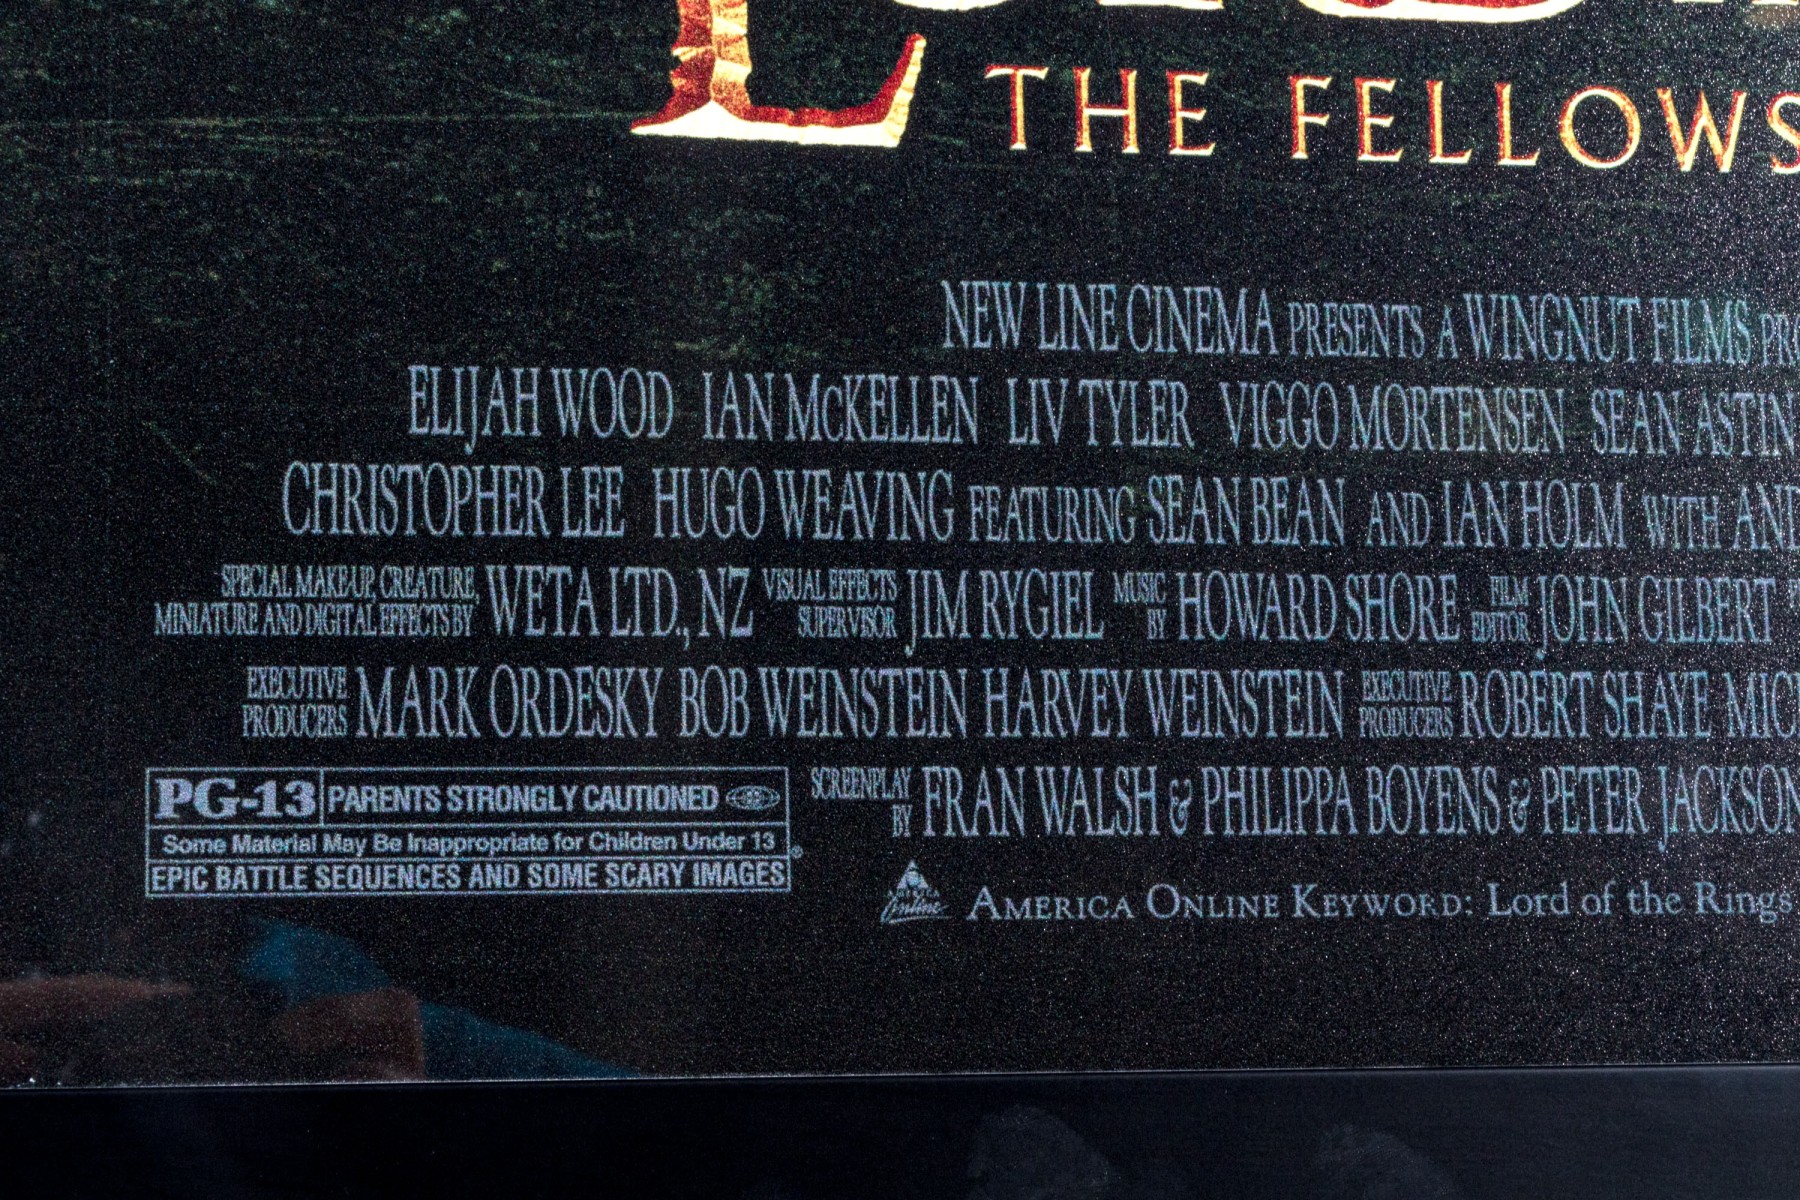 THE FELLOWS
NEW LINE CINEMA PRESENTS A WINGNUT FILMS PR
ELIJAH WOOD IAN McKELLEN LIV TYLER VIGGO MORTENSEN SEAN ASTIN
CHRISTOPHER LEE HUGO WEAVING FEATURING SEAN BEAN AND IAN HOLM WITH AND
SPECIAL MAKEUP, CREATURE,
MINIATURE AND DIGITAL EFFECTS BY WETA LTD., NZ VISUAL EFFECTS SUPERVISOR JIM RYGIEL MUSIC BY HOWARD SHORE FILM EDITOR JOHN GILBERT
EXECUTIVE PRODUCERS MARK ORDESKY BOB WEINSTEIN HARVEY WEINSTEIN EXECUTIVE PRODUCERS ROBERT SHAYE MIC
SCREENPLAY BY FRAN WALSH & PHILIPPA BOYENS & PETER JACKSON
PG-13 PARENTS STRONGLY CAUTIONED
Some Material May Be Inappropriate for Children Under 13
EPIC BATTLE SEQUENCES AND SOME SCARY IMAGES ®
AMERICA Online AMERICA ONLINE KEYWORD: Lord of the Rings